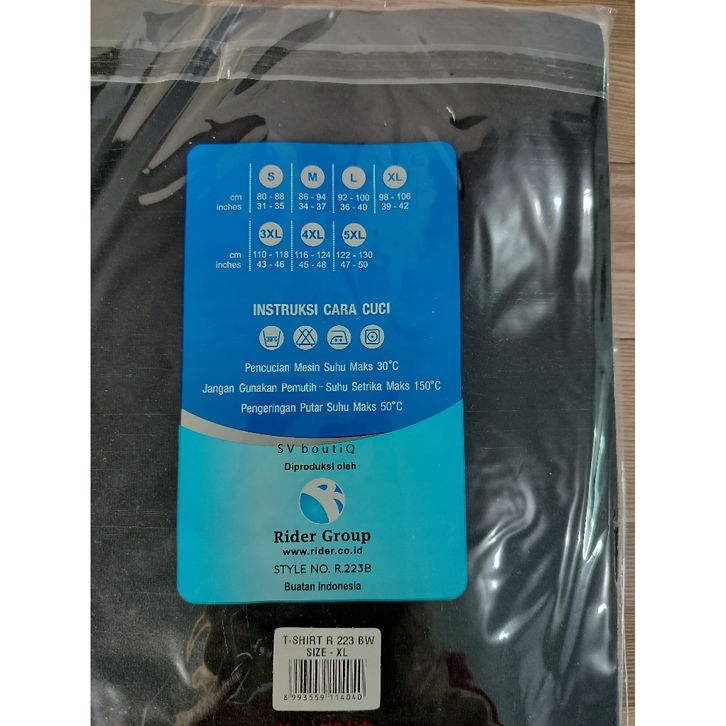 S M L XL
cm 80 - 88 86 - 94 92 - 100 98 - 106
inches 31 - 35 34 - 37 36 - 40 39 - 42
3XL 4XL 5XL
cm 110 - 118 116 - 124 122 - 130
inches 43 - 46 45 - 48 47 - 50
INSTRUKSI CARA CUCI
30°C
Pencucian Mesin Suhu Maks 30°C
Jangan Gunakan Pemutih - Suhu Setrika Maks 150°C
Pengeringan Putar Suhu Maks 50°C
SV boutiQ
Diproduksi oleh
Rider Group
www.rider.co.id
STYLE NO. R.223B
Buatan Indonesia
T-SHIRT R 223 BW
SIZE - XL
8 993559 114040